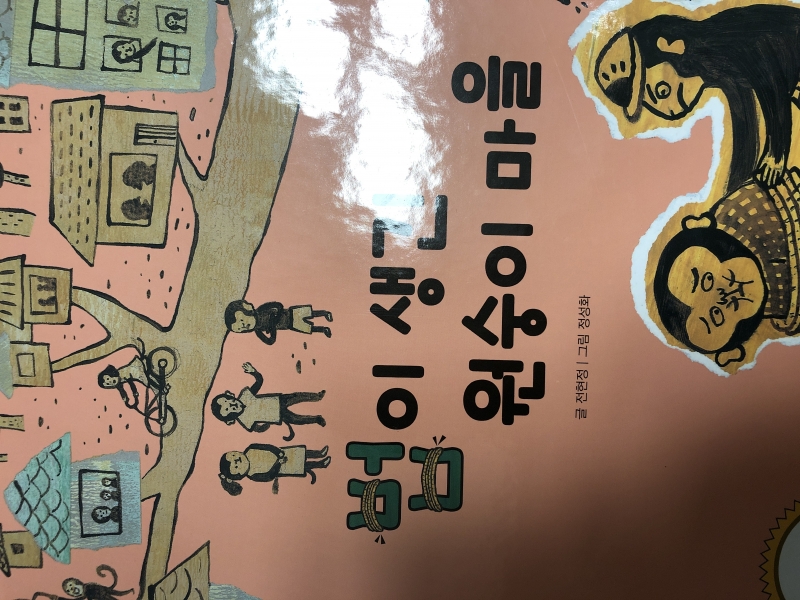 법이 생긴
원숭이 마을
글 전현정 | 그림 정성화